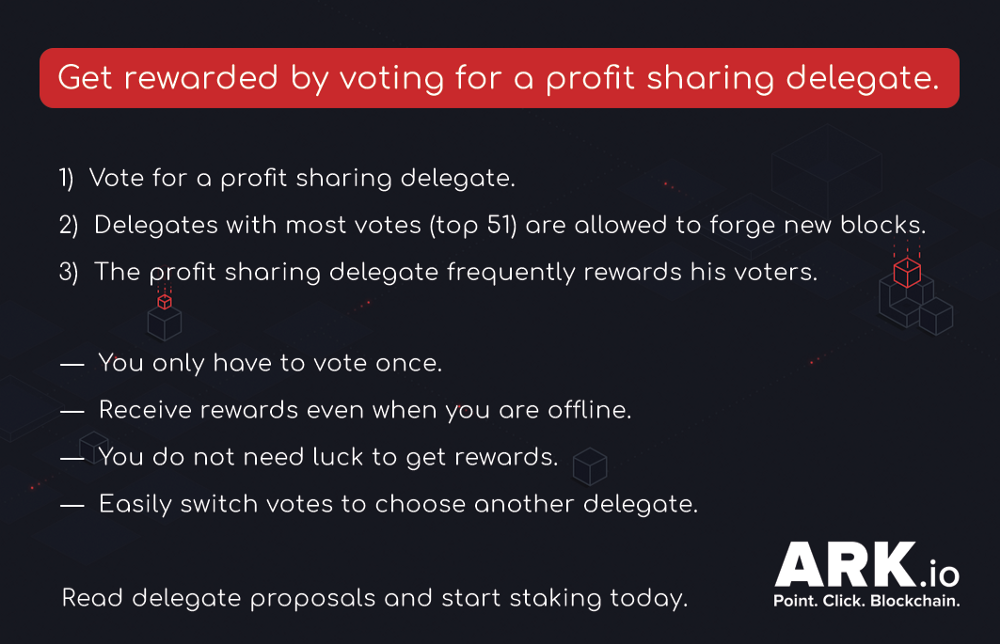 Get rewarded by voting for a profit sharing delegate.
1) Vote for a profit sharing delegate.
2) Delegates with most votes (top 51) are allowed to forge new blocks.
3) The profit sharing delegate frequently rewards his voters.
— You only have to vote once.
— Receive rewards even when you are offline.
— You do not need luck to get rewards.
— Easily switch votes to choose another delegate.
Read delegate proposals and start staking today.
ARK.io
Point. Click. Blockchain.